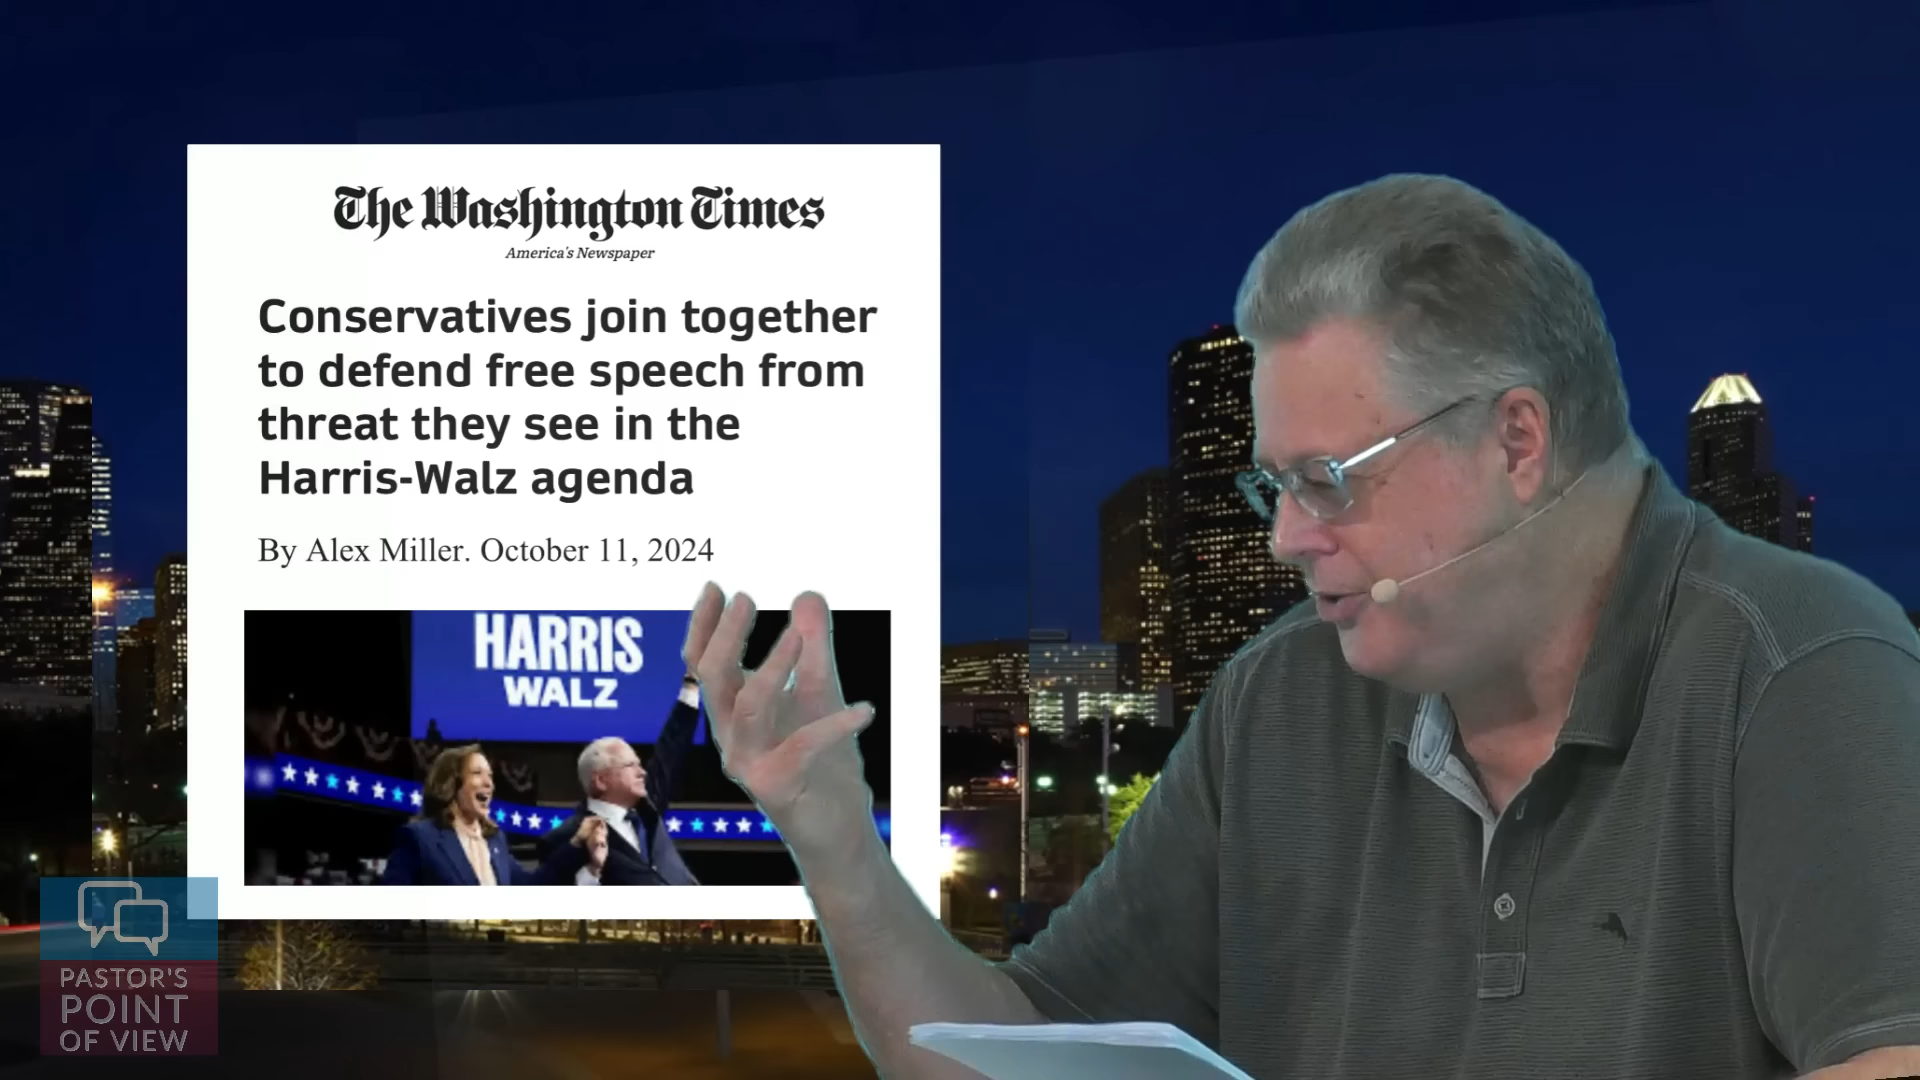 The Washington Times
America's Newspaper
Conservatives join together
to defend free speech from
threat they see in the
Harris-Walz agenda
By Alex Miller. October 11, 2024
HARRIS
WALZ
PASTOR'S
POINT
OF VIEW